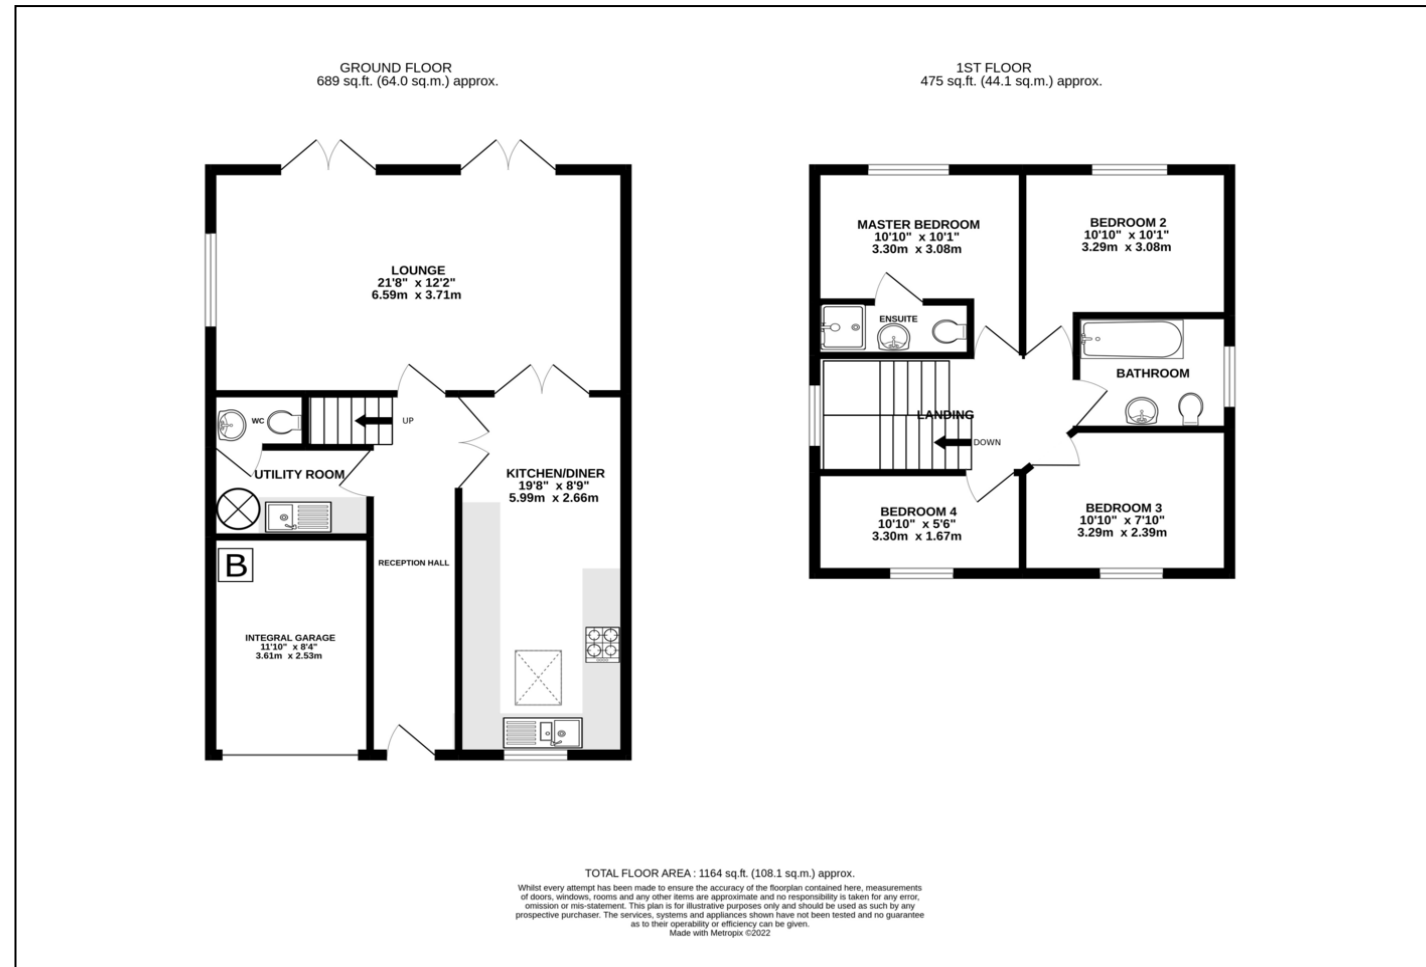 GROUND FLOOR
689 sq.ft. (64.0 sq.m.) approx.
1ST FLOOR
475 sq.ft. (44.1 sq.m.) approx.
LOUNGE
21'8" x 12'2"
6.59m x 3.71m
WC
UP
UTILITY ROOM
KITCHEN/DINER
19'8" x 8'9"
5.99m x 2.66m
B
RECEPTION HALL
INTEGRAL GARAGE
11'10" x 8'4"
3.61m x 2.53m
MASTER BEDROOM
10'10" x 10'1"
3.30m x 3.08m
BEDROOM 2
10'10" x 10'1"
3.29m x 3.08m
ENSUITE
BATHROOM
LANDING
DOWN
BEDROOM 4
10'10" x 5'6"
3.30m x 1.67m
BEDROOM 3
10'10" x 7'10"
3.29m x 2.39m
TOTAL FLOOR AREA : 1164 sq.ft. (108.1 sq.m.) approx.
Whilst every attempt has been made to ensure the accuracy of the floorplan contained here, measurements
of doors, windows, rooms and any other items are approximate and no responsibility is taken for any error,
omission or mis-statement. This plan is for illustrative purposes only and should be used as such by any
prospective purchaser. The services, systems and appliances shown have not been tested and no guarantee
as to their operability or efficiency can be given.
Made with Metropix ©2022